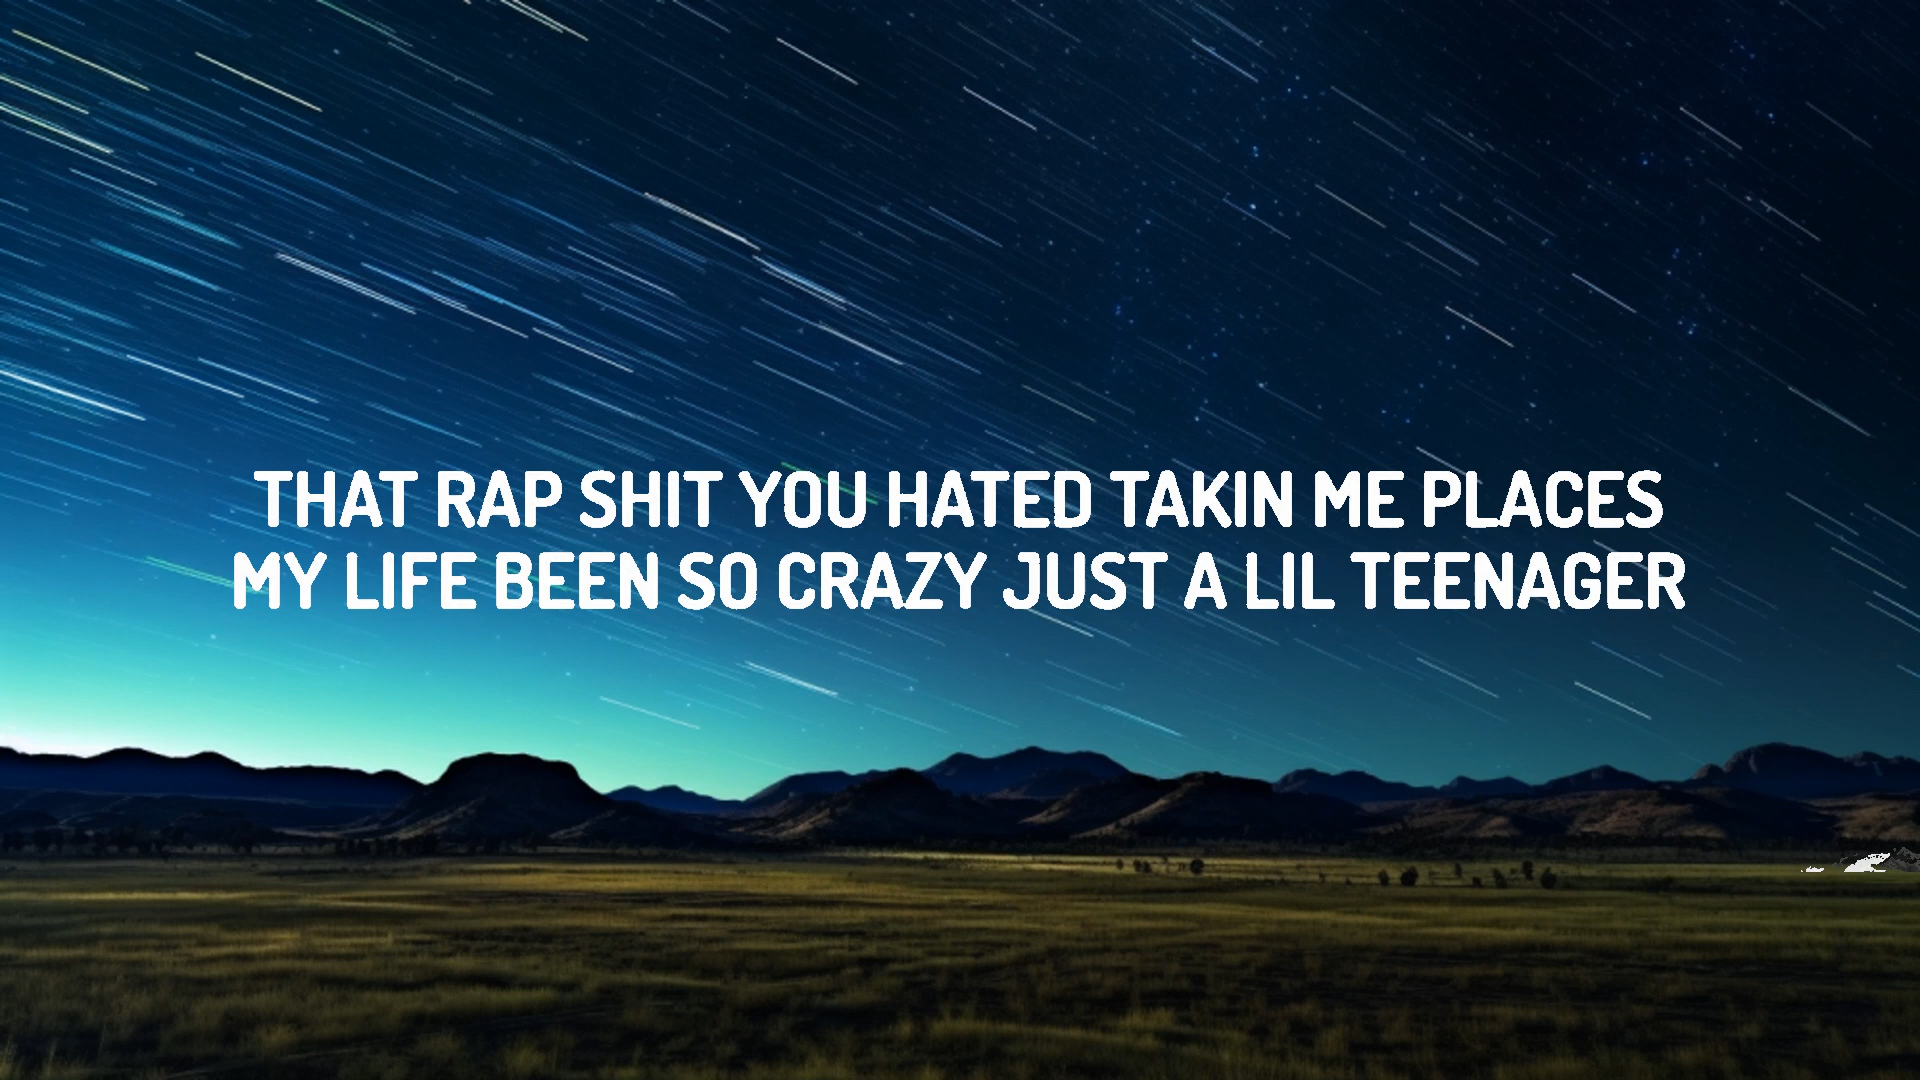 THAT RAP SHIT YOU HATED TAKIN ME PLACES
MY LIFE BEEN SO CRAZY JUST A LIL TEENAGER